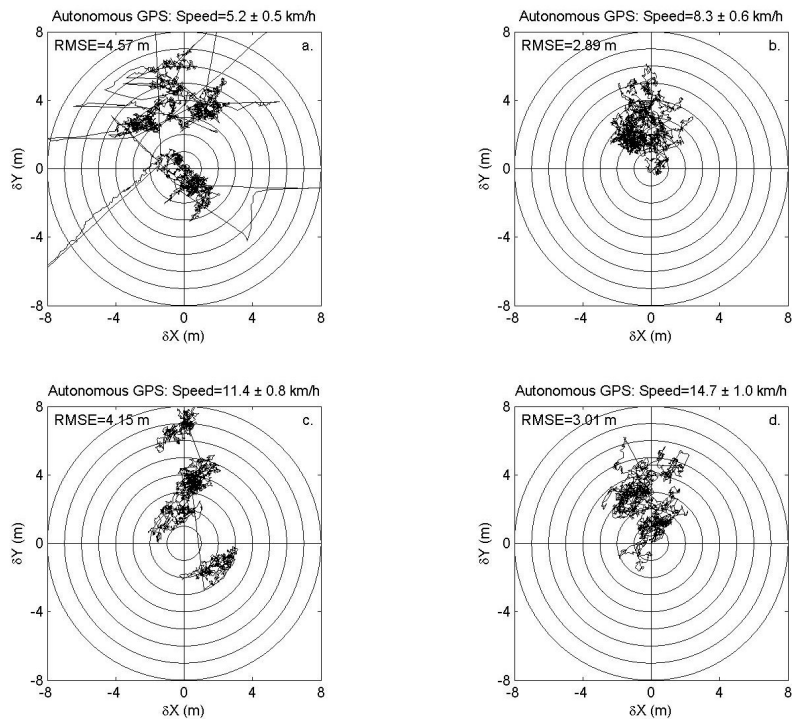 Autonomous GPS: Speed=5.2 ± 0.5 km/h
RMSE=4.57 m
a.
8
4
0
-4
-8
δY (m)
-8
-4
0
4
8
δX (m)
Autonomous GPS: Speed=8.3 ± 0.6 km/h
RMSE=2.89 m
b.
8
4
0
-4
-8
δY (m)
-8
-4
0
4
8
δX (m)
Autonomous GPS: Speed=11.4 ± 0.8 km/h
RMSE=4.15 m
c.
8
4
0
-4
-8
δY (m)
-8
-4
0
4
8
δX (m)
Autonomous GPS: Speed=14.7 ± 1.0 km/h
RMSE=3.01 m
d.
8
4
0
-4
-8
δY (m)
-8
-4
0
4
8
δX (m)